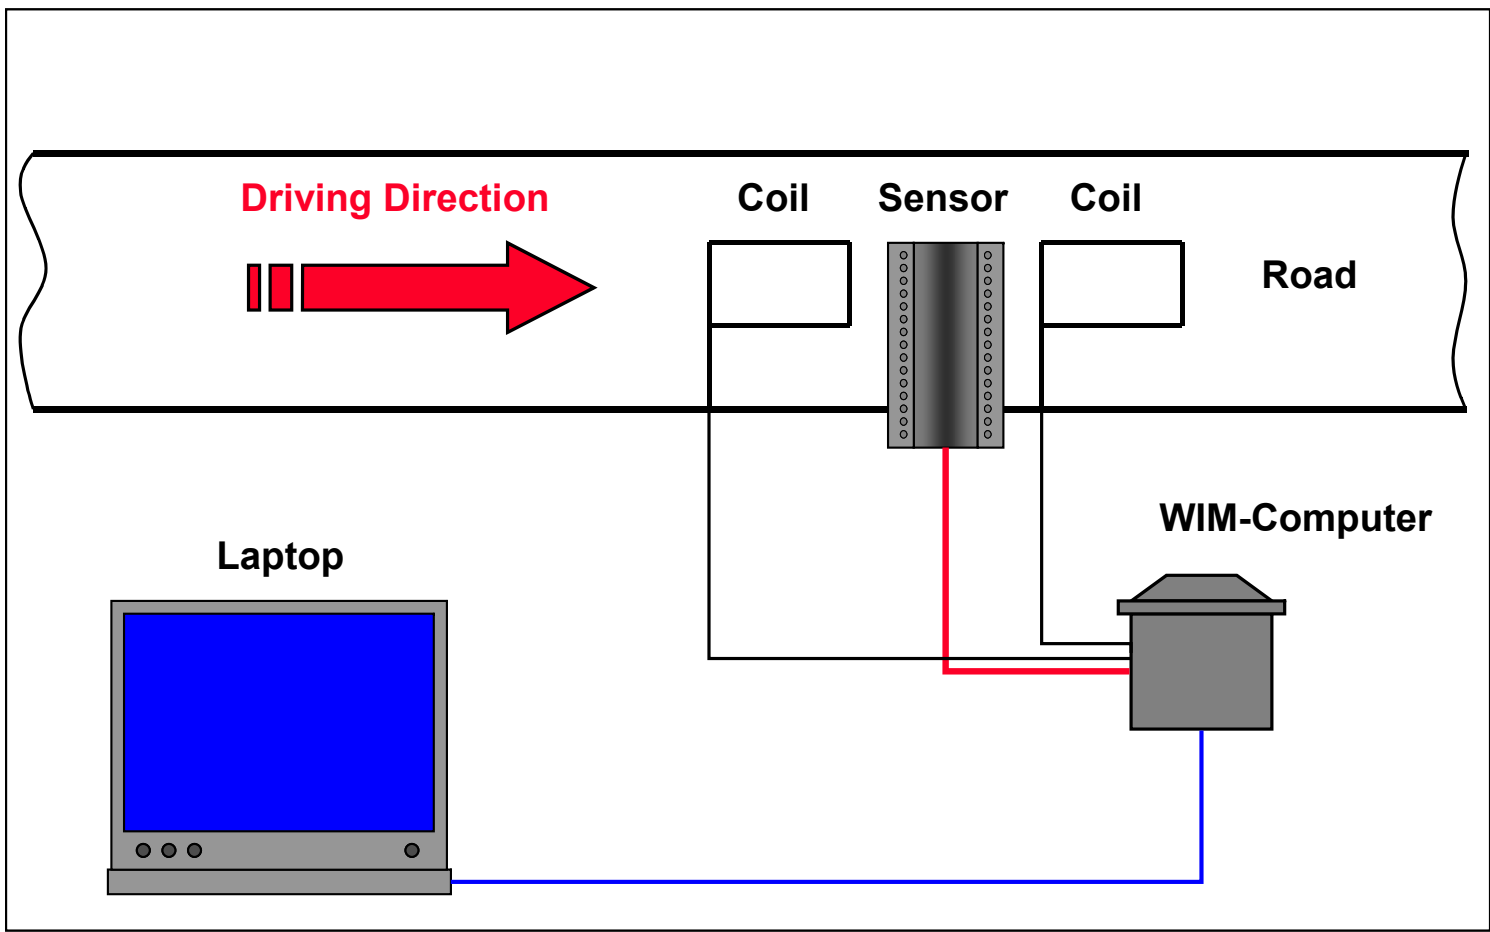 Driving Direction
Coil
Sensor
Coil
Road
WIM-Computer
Laptop